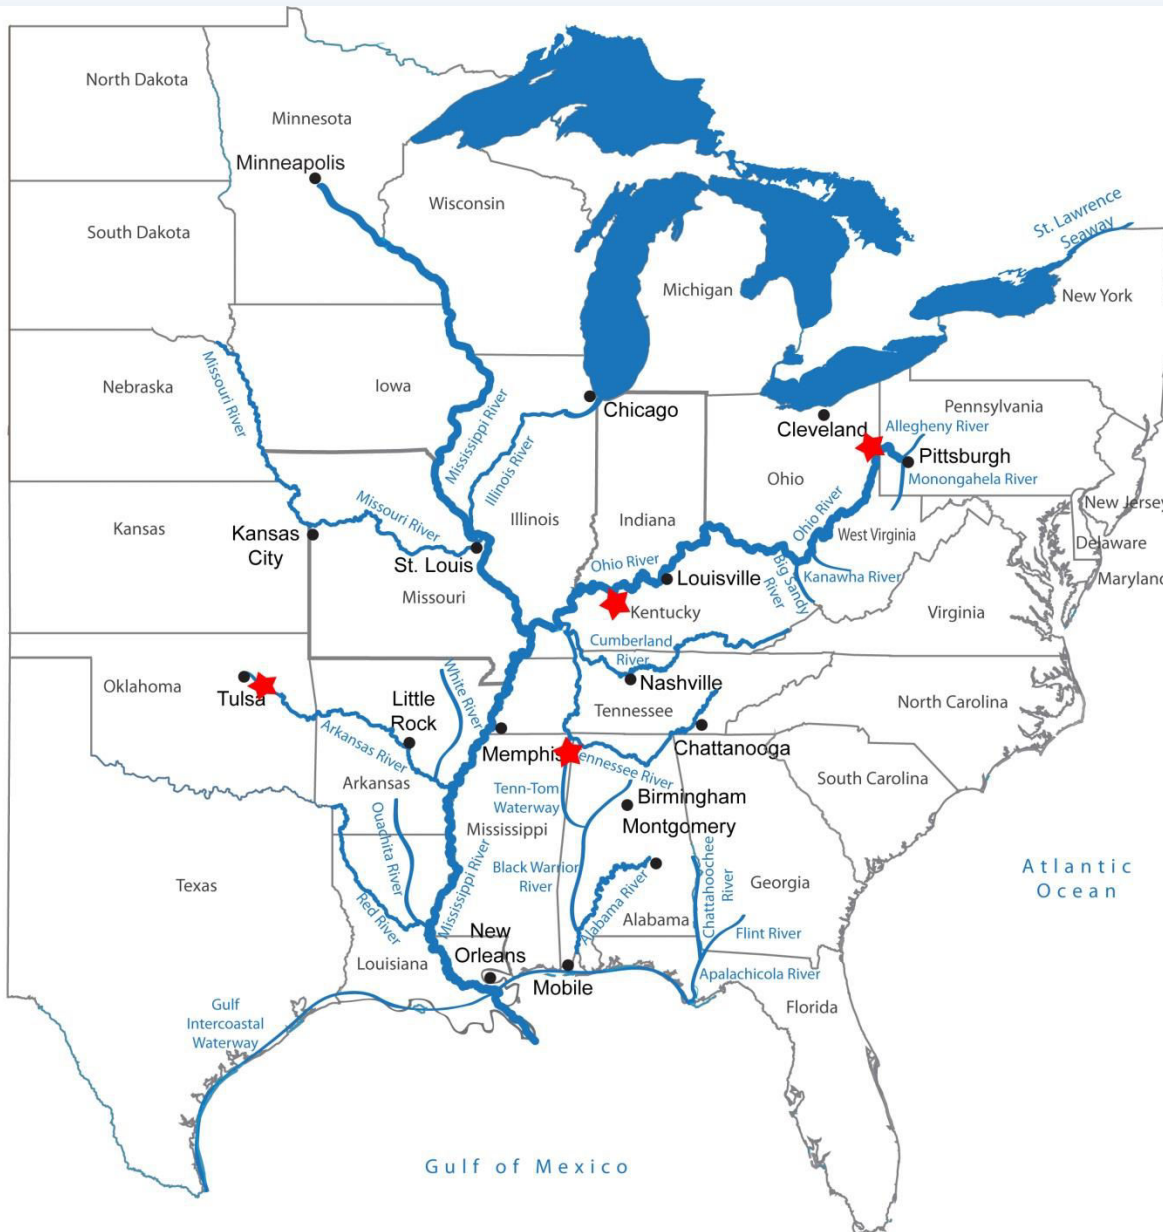 North Dakota
Minnesota
Minneapolis
Wisconsin
South Dakota
St. Lawrence
Seaway
Michigan
New York
Nebraska
Missouri River
Iowa
Mississippi River
Illinois River
Chicago
Cleveland
Pennsylvania
Allegheny River
Pittsburgh
Monongahela River
Ohio
Kansas
Kansas
City
Missouri River
St. Louis
Missouri
Illinois
Indiana
Ohio River
Louisville
Ohio River
West Virginia
New Jersey
Delaware
Maryland
Big Sandy
River
Kanawha River
Kentucky
Virginia
Cumberland
River
Nashville
Tennessee
North Carolina
Oklahoma
Tulsa
Arkansas River
Little
Rock
White River
Memphis
Chattanooga
Tennessee River
South Carolina
Arkansas
Ouachita River
Tenn-Tom
Waterway
Birmingham
Montgomery
Mississippi
Mississippi River
Black Warrior
River
Alabama River
Chattahoochee
River
Georgia
Atlantic
Ocean
Texas
Red River
Alabama
Flint River
New
Orleans
Louisiana
Mobile
Apalachicola River
Florida
Gulf
Intercoastal
Waterway
Gulf of Mexico